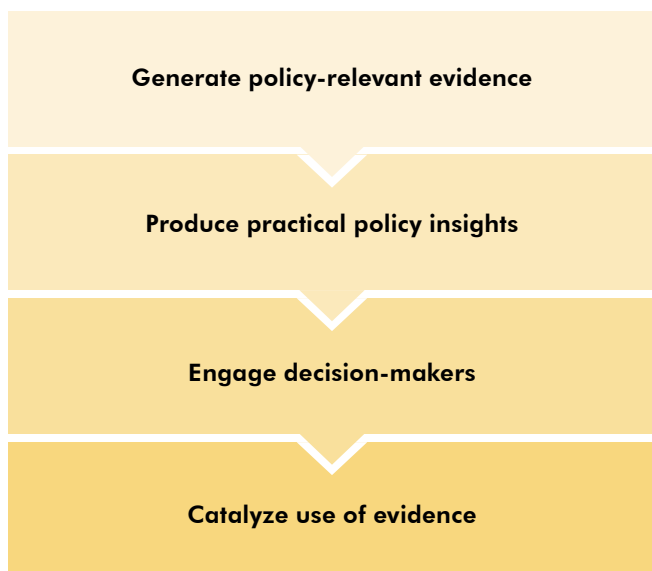 Generate policy-relevant evidence
Produce practical policy insights
Engage decision-makers
Catalyze use of evidence